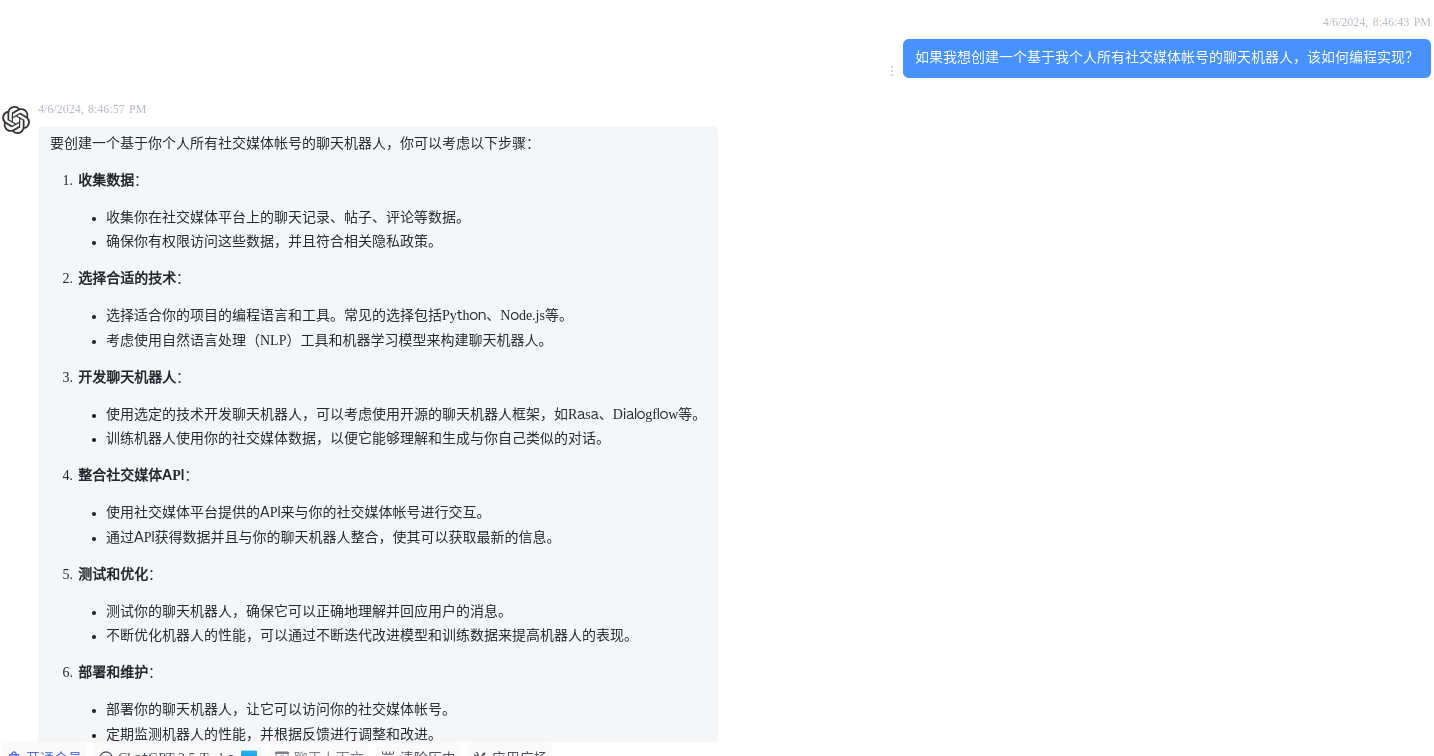 4/6/2024, 8:46:43 PM
如果我想创建一个基于我个人所有社交媒体帐号的聊天机器人，该如何编程实现？
4/6/2024, 8:46:57 PM
要创建一个基于你个人所有社交媒体帐号的聊天机器人，你可以考虑以下步骤：
1. 收集数据：
• 收集你在社交媒体平台上的聊天记录、帖子、评论等数据。
• 确保你有权限访问这些数据，并且符合相关隐私政策。
2. 选择合适的技术：
• 选择适合你的项目的编程语言和工具。常见的选择包括Python、Node.js等。
• 考虑使用自然语言处理（NLP）工具和机器学习模型来构建聊天机器人。
3. 开发聊天机器人：
• 使用选定的技术开发聊天机器人，可以考虑使用开源的聊天机器人框架，如Rasa、Dialogflow等。
• 训练机器人使用你的社交媒体数据，以便它能够理解和生成与你自己类似的对话。
4. 整合社交媒体API：
• 使用社交媒体平台提供的API来与你的社交媒体帐号进行交互。
• 通过API获得数据并且与你的聊天机器人整合，使其可以获取最新的信息。
5. 测试和优化：
• 测试你的聊天机器人，确保它可以正确地理解并回应用户的消息。
• 不断优化机器人的性能，可以通过不断迭代改进模型和训练数据来提高机器人的表现。
6. 部署和维护：
• 部署你的聊天机器人，让它可以访问你的社交媒体帐号。
• 定期监测机器人的性能，并根据反馈进行调整和改进。